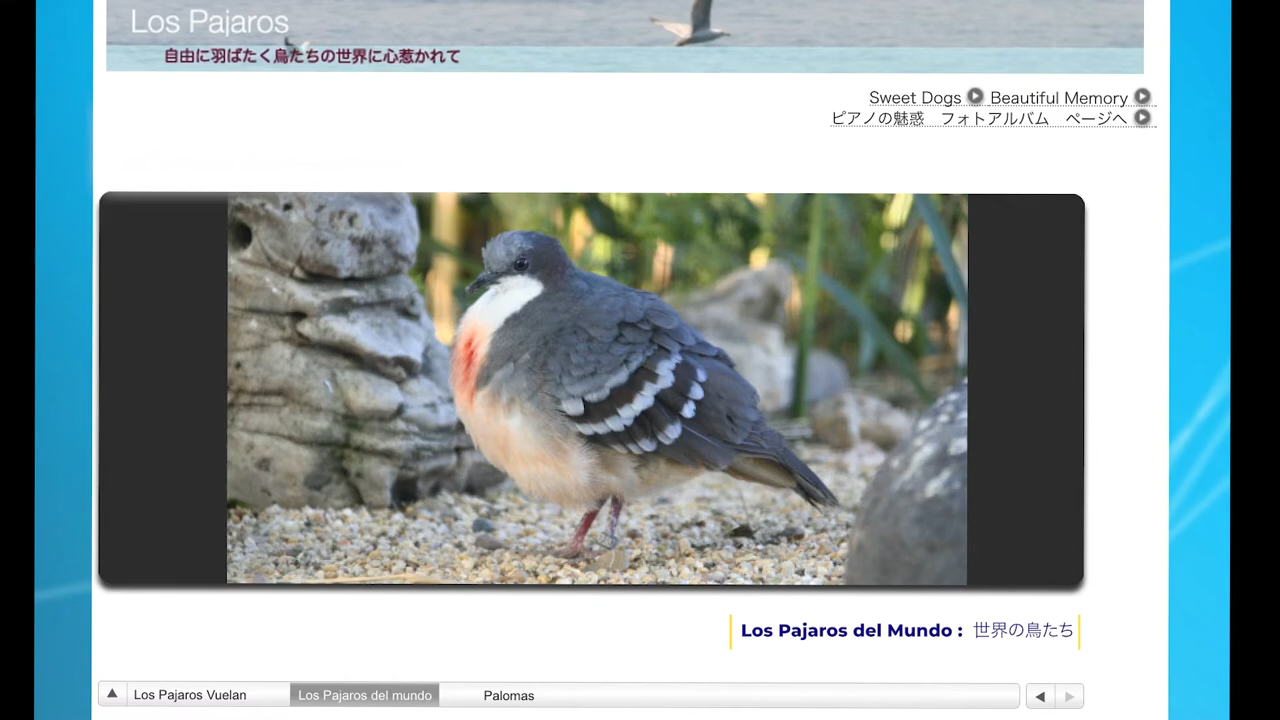 Los Pajaros
自由に羽ばたく鳥たちの世界に心惹かれて
Sweet Dogs Beautiful Memory
ピアノの魅惑 フォトアルバム ページへ
Los Pajaros del Mundo : 世界の鳥たち
Los Pajaros Vuelan Los Pajaros del mundo Palomas